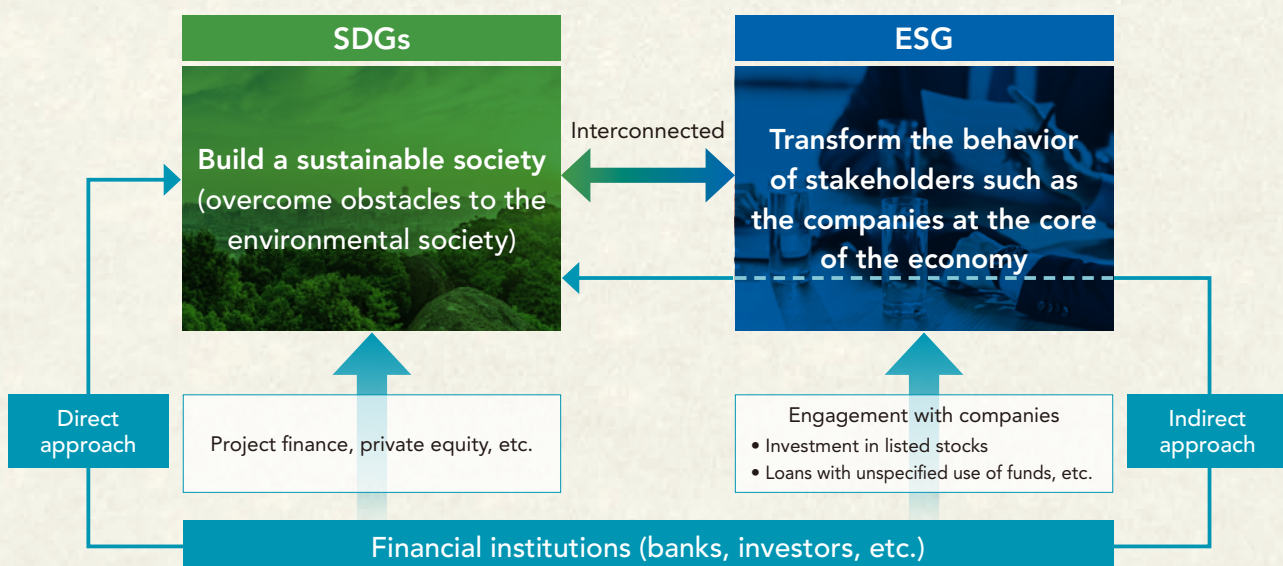 SDGs
Build a sustainable society
(overcome obstacles to the
environmental society)
Interconnected
ESG
Transform the behavior
of stakeholders such as
the companies at the core
of the economy
Direct
approach
Project finance, private equity, etc.
Engagement with companies
• Investment in listed stocks
• Loans with unspecified use of funds, etc.
Indirect
approach
Financial institutions (banks, investors, etc.)